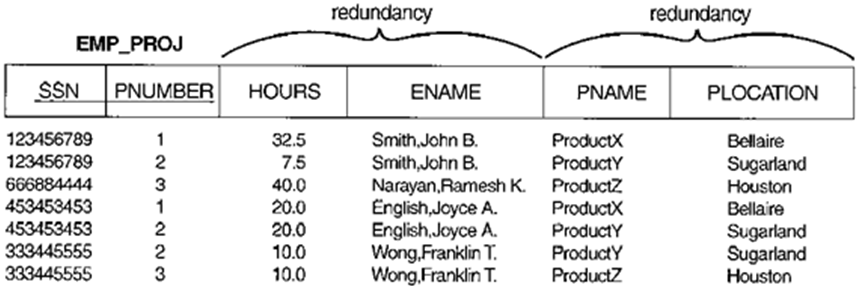 redundancy redundancy
EMP_PROJ
SSN PNUMBER HOURS ENAME PNAME PLOCATION
123456789 1 32.5 Smith,John B. ProductX Bellaire
123456789 2 7.5 Smith,John B. ProductY Sugarland
666884444 3 40.0 Narayan,Ramesh K. ProductZ Houston
453453453 1 20.0 English,Joyce A. ProductX Bellaire
453453453 2 20.0 English,Joyce A. ProductY Sugarland
333445555 2 10.0 Wong,Franklin T. ProductY Sugarland
333445555 3 10.0 Wong,Franklin T. ProductZ Houston